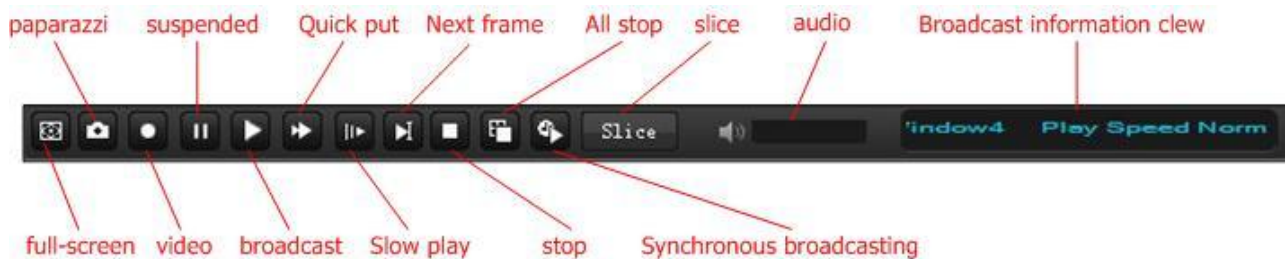 paparazzi suspended Quick put Next frame All stop slice audio Broadcast information clew
Slice 'indow4 Play Speed Norm
full-screen video broadcast Slow play stop Synchronous broadcasting